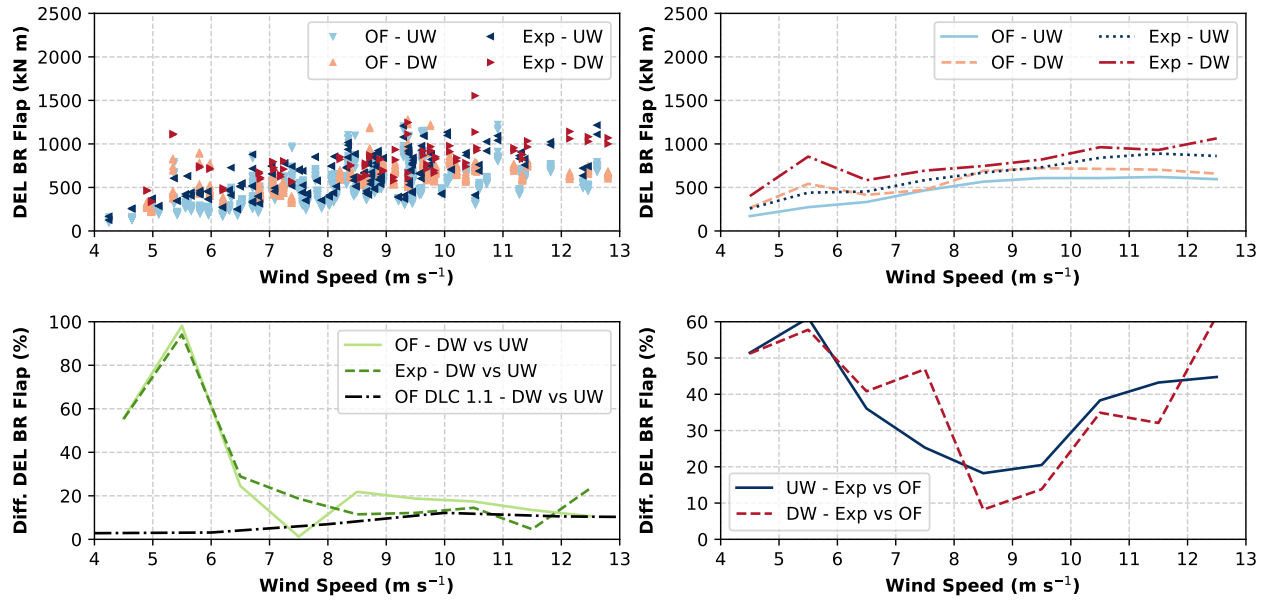 DEL BR Flap (kN m)
2500
2000
1500
1000
500
0
OF - UW
OF - DW
Exp - UW
Exp - DW
4 5 6 7 8 9 10 11 12 13
Wind Speed (m s⁻¹)
DEL BR Flap (kN m)
2500
2000
1500
1000
500
0
OF - UW
OF - DW
Exp - UW
Exp - DW
4 5 6 7 8 9 10 11 12 13
Wind Speed (m s⁻¹)
Diff. DEL BR Flap (%)
100
80
60
40
20
0
OF - DW vs UW
Exp - DW vs UW
OF DLC 1.1 - DW vs UW
4 5 6 7 8 9 10 11 12 13
Wind Speed (m s⁻¹)
Diff. DEL BR Flap (%)
60
50
40
30
20
10
0
UW - Exp vs OF
DW - Exp vs OF
4 5 6 7 8 9 10 11 12 13
Wind Speed (m s⁻¹)